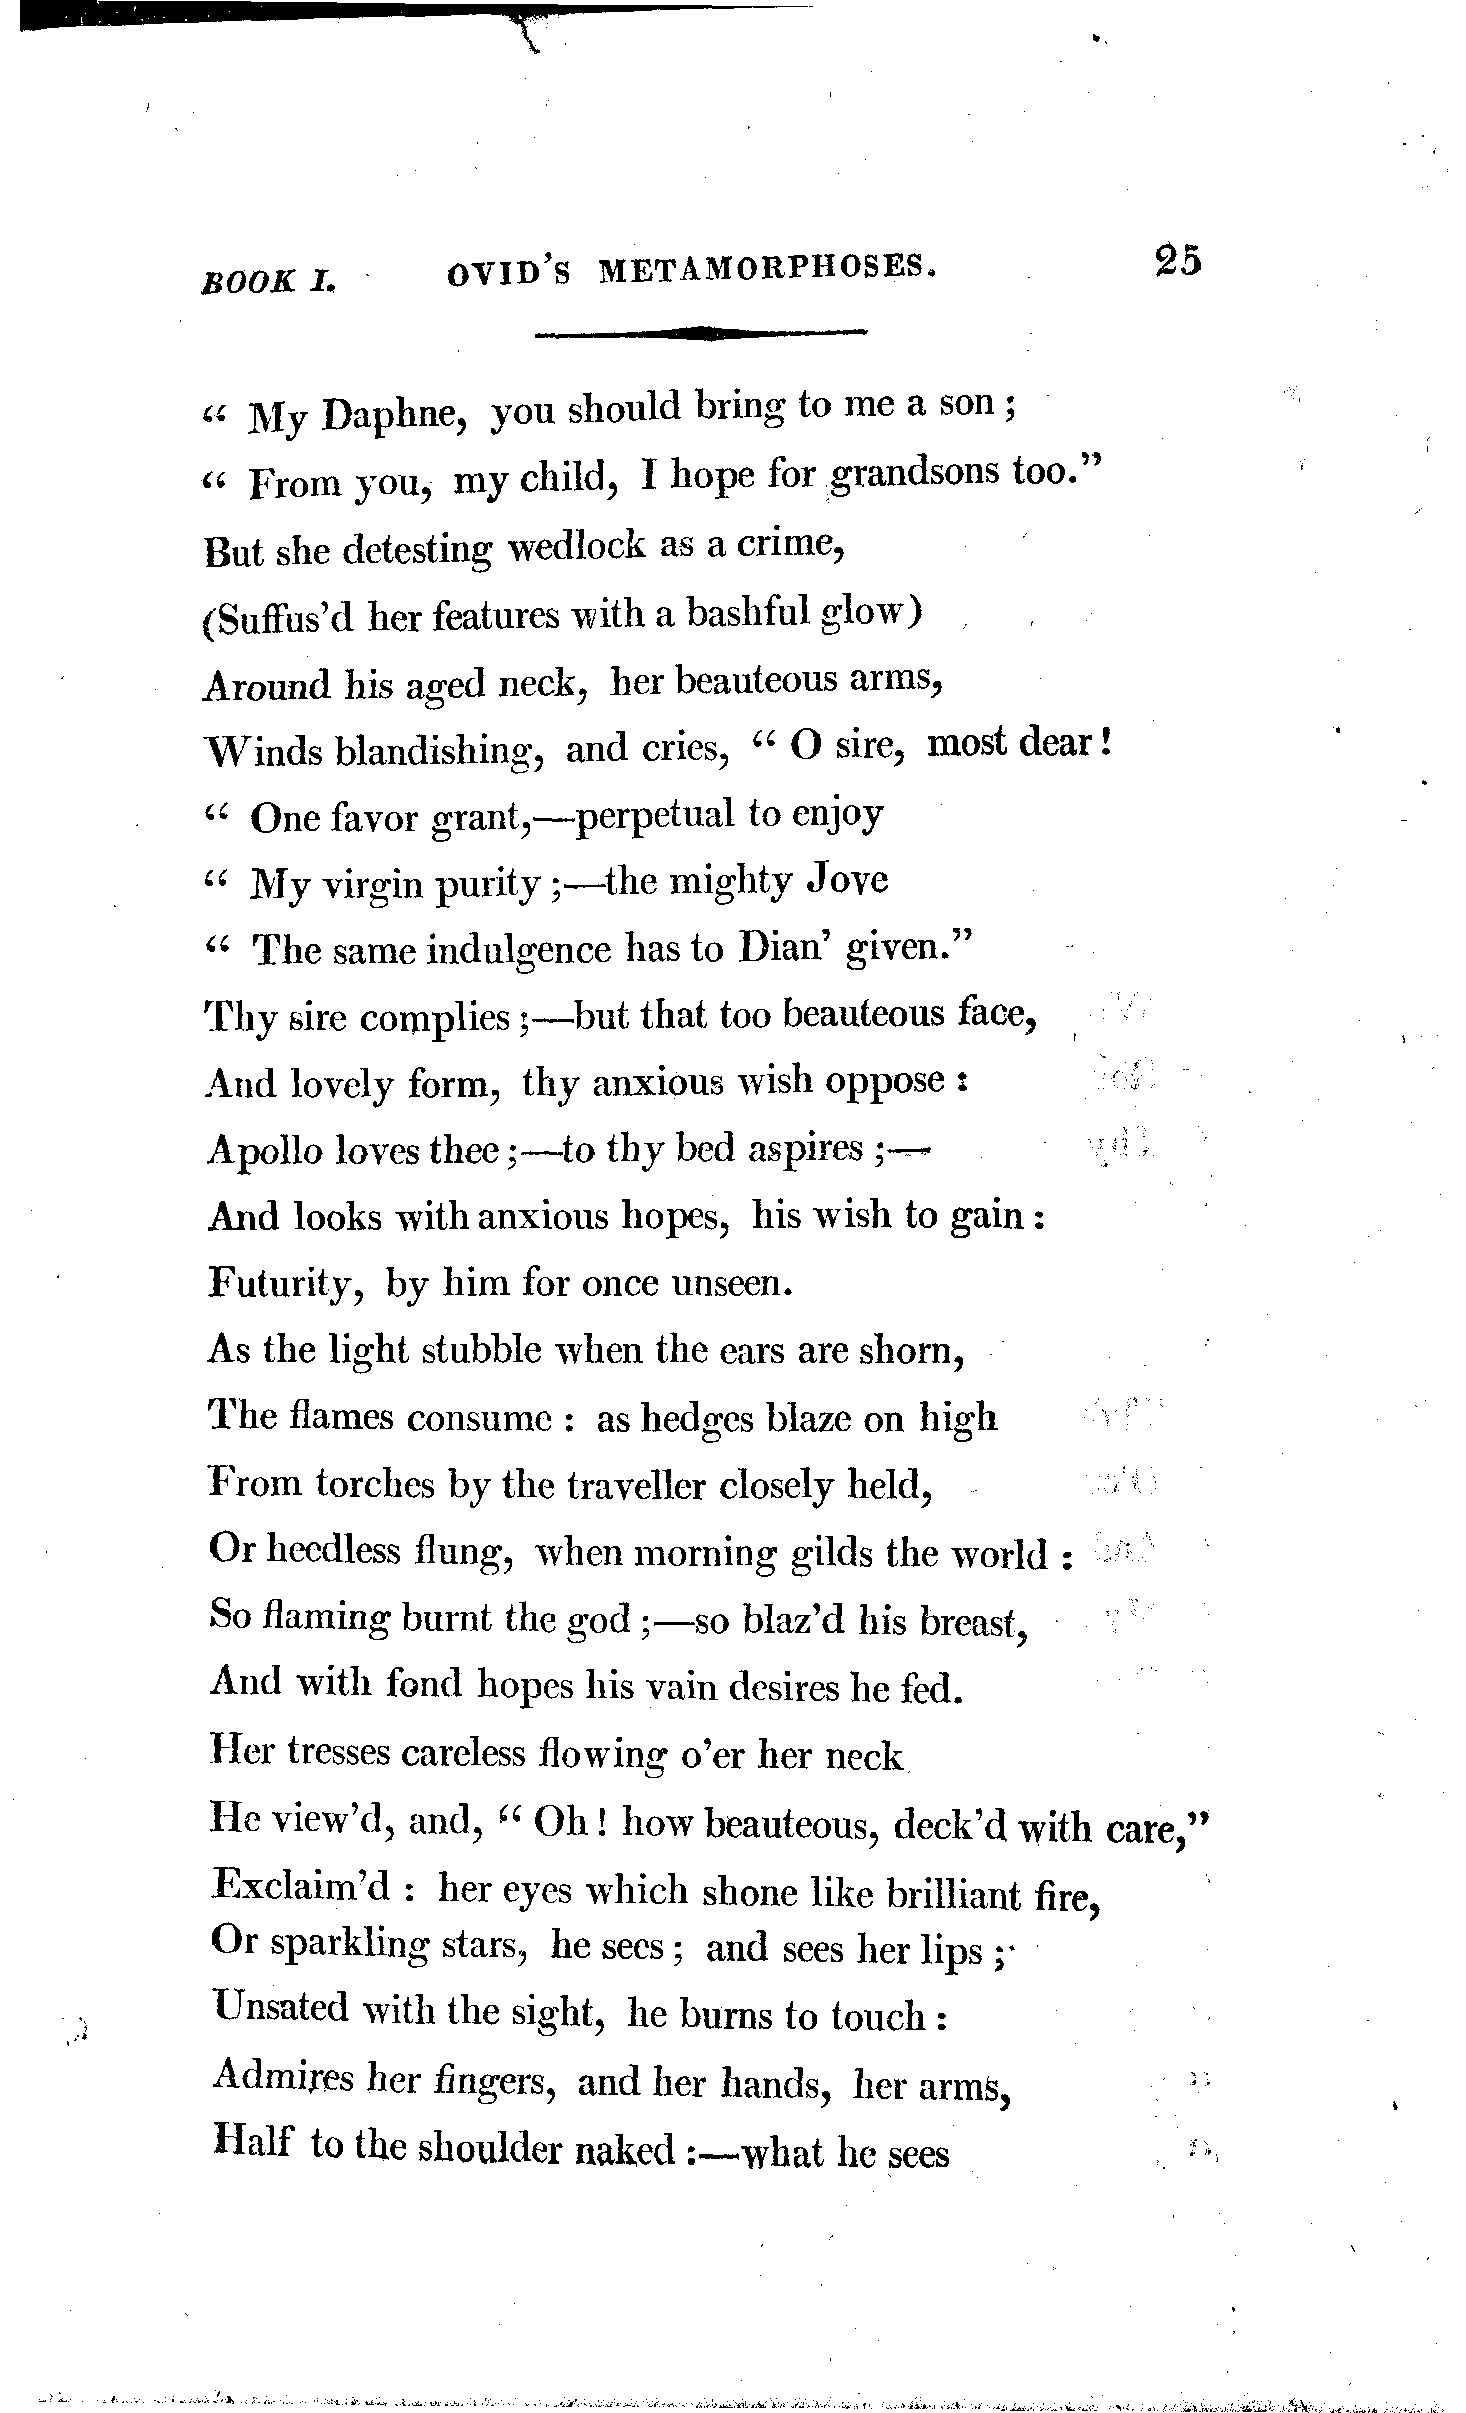 BOOK I. OVID'S METAMORPHOSES. 25
“ My Daphne, you should bring to me a son ;
“ From you, my child, I hope for grandsons too.”
But she detesting wedlock as a crime,
(Suffus'd her features with a bashful glow)
Around his aged neck, her beauteous arms,
Winds blandishing, and cries, “ O sire, most dear !
“ One favor grant,—perpetual to enjoy
“ My virgin purity ;—the mighty Jove
“ The same indulgence has to Dian' given.”
Thy sire complies ;—but that too beauteous face,
And lovely form, thy anxious wish oppose :
Apollo loves thee ;—to thy bed aspires ;—
And looks with anxious hopes, his wish to gain :
Futurity, by him for once unseen.
As the light stubble when the ears are shorn,
The flames consume : as hedges blaze on high
From torches by the traveller closely held,
Or heedless flung, when morning gilds the world :
So flaming burnt the god ;—so blaz'd his breast,
And with fond hopes his vain desires he fed.
Her tresses careless flowing o'er her neck
He view'd, and, “ Oh ! how beauteous, deck'd with care,”
Exclaim'd : her eyes which shone like brilliant fire,
Or sparkling stars, he sees ; and sees her lips ;
Unsated with the sight, he burns to touch :
Admires her fingers, and her hands, her arms,
Half to the shoulder naked :—what he sees